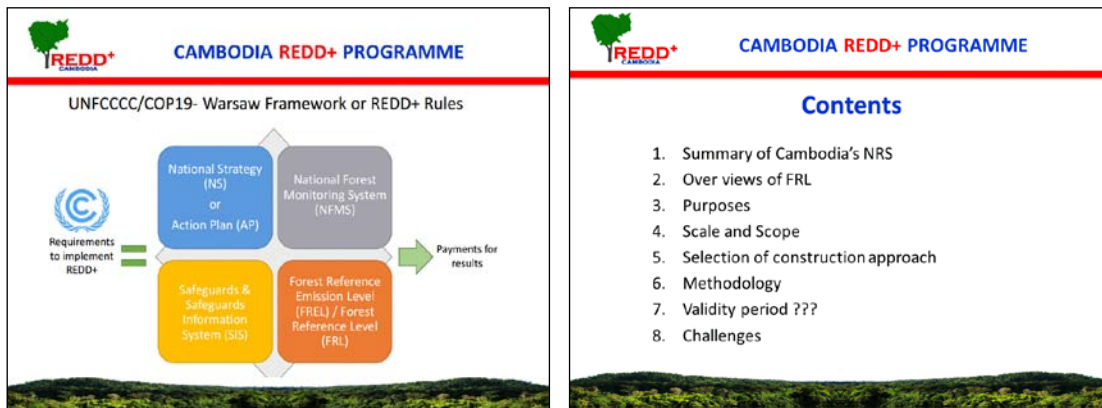 REDD+
CAMBODIA
CAMBODIA REDD+ PROGRAMME
UNFCCCC/COP19- Warsaw Framework or REDD+ Rules
Requirements
to implement
REDD+
National Strategy
(NS)
or
Action Plan (AP)
National Forest
Monitoring System
(NFMS)
Safeguards &
Safeguards
Information
System (SIS)
Forest Reference
Emission Level
(FREL) / Forest
Reference Level
(FRL)
Payments for
results
REDD+
CAMBODIA
CAMBODIA REDD+ PROGRAMME
Contents
1. Summary of Cambodia's NRS
2. Over views of FRL
3. Purposes
4. Scale and Scope
5. Selection of construction approach
6. Methodology
7. Validity period ???
8. Challenges